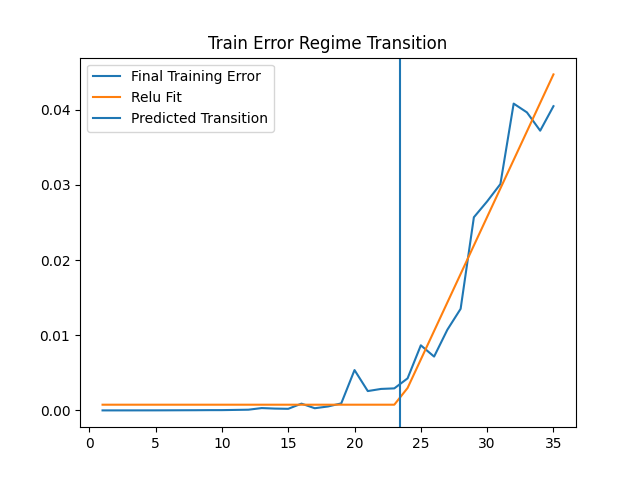 Train Error Regime Transition
Final Training Error
Relu Fit
Predicted Transition
0.04
0.03
0.02
0.01
0.00
0 5 10 15 20 25 30 35